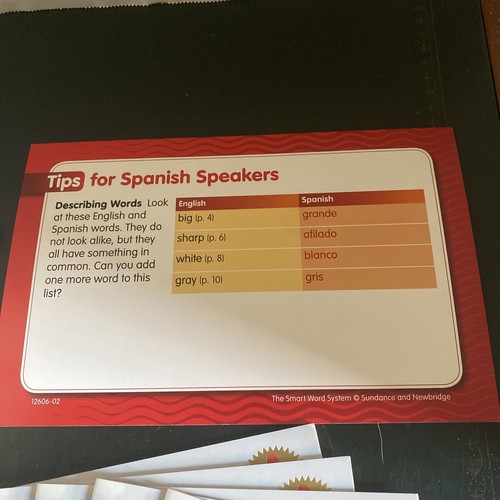 Tips for Spanish Speakers
Describing Words Look
at these English and
Spanish words. They do
not look alike, but they
all have something in
common. Can you add
one more word to this
list?
English Spanish
big (p. 4) grande
sharp (p. 6) afilado
white (p. 8) blanco
gray (p. 10) gris
12606-02 The Smart Word System © Sundance and Newbridge